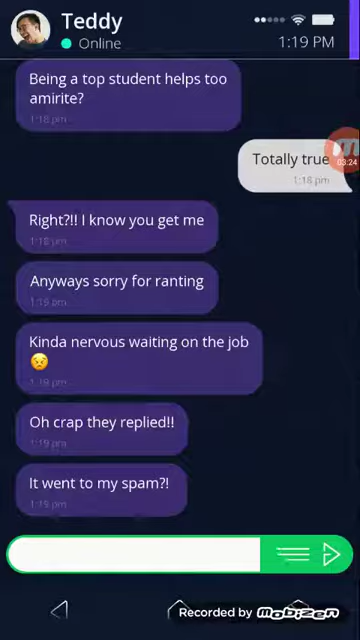 Teddy
Online
1:19 PM
Being a top student helps too
amirite?
1:18 pm
Totally true
1:18 pm
03:24
Right?!! I know you get me
1:18 pm
Anyways sorry for ranting
1:19 pm
Kinda nervous waiting on the job
😟
1:19 pm
Oh crap they replied!!
1:19 pm
It went to my spam?!
1:19 pm
Recorded by mobizen